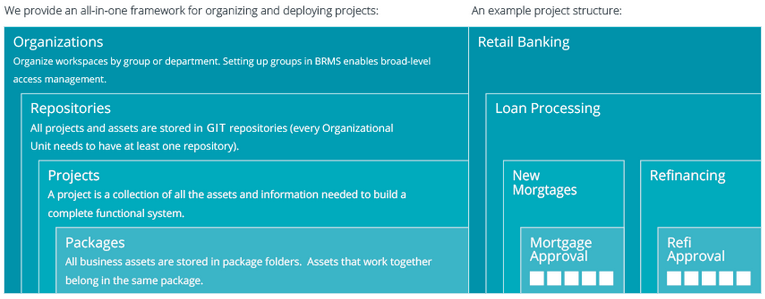 We provide an all-in-one framework for organizing and deploying projects:
An example project structure:
Organizations
Organize workspaces by group or department. Setting up groups in BRMS enables broad-level
access management.
Repositories
All projects and assets are stored in GIT repositories (every Organizational
Unit needs to have at least one repository).
Projects
A project is a collection of all the assets and information needed to build a
complete functional system.
Packages
All business assets are stored in package folders. Assets that work together
belong in the same package.
Retail Banking
Loan Processing
New
Morgtages
Mortgage
Approval
Refinancing
Refi
Approval